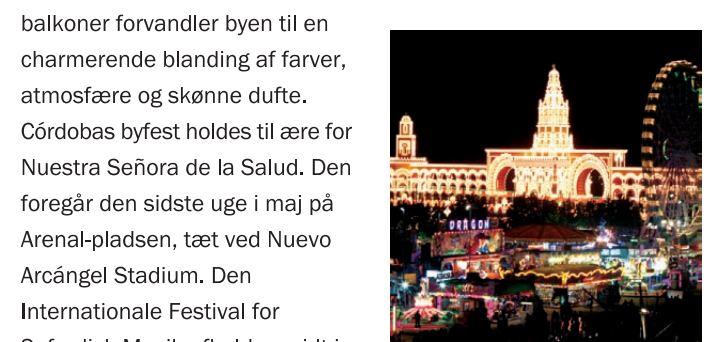 balkoner forvandler byen til en
charmerende blanding af farver,
atmosfære og skønne dufte.
Córdobas byfest holdes til ære for
Nuestra Señora de la Salud. Den
foregår den sidste uge i maj på
Arenal-pladsen, tæt ved Nuevo
Arcángel Stadium. Den
Internationale Festival for
DRAGON